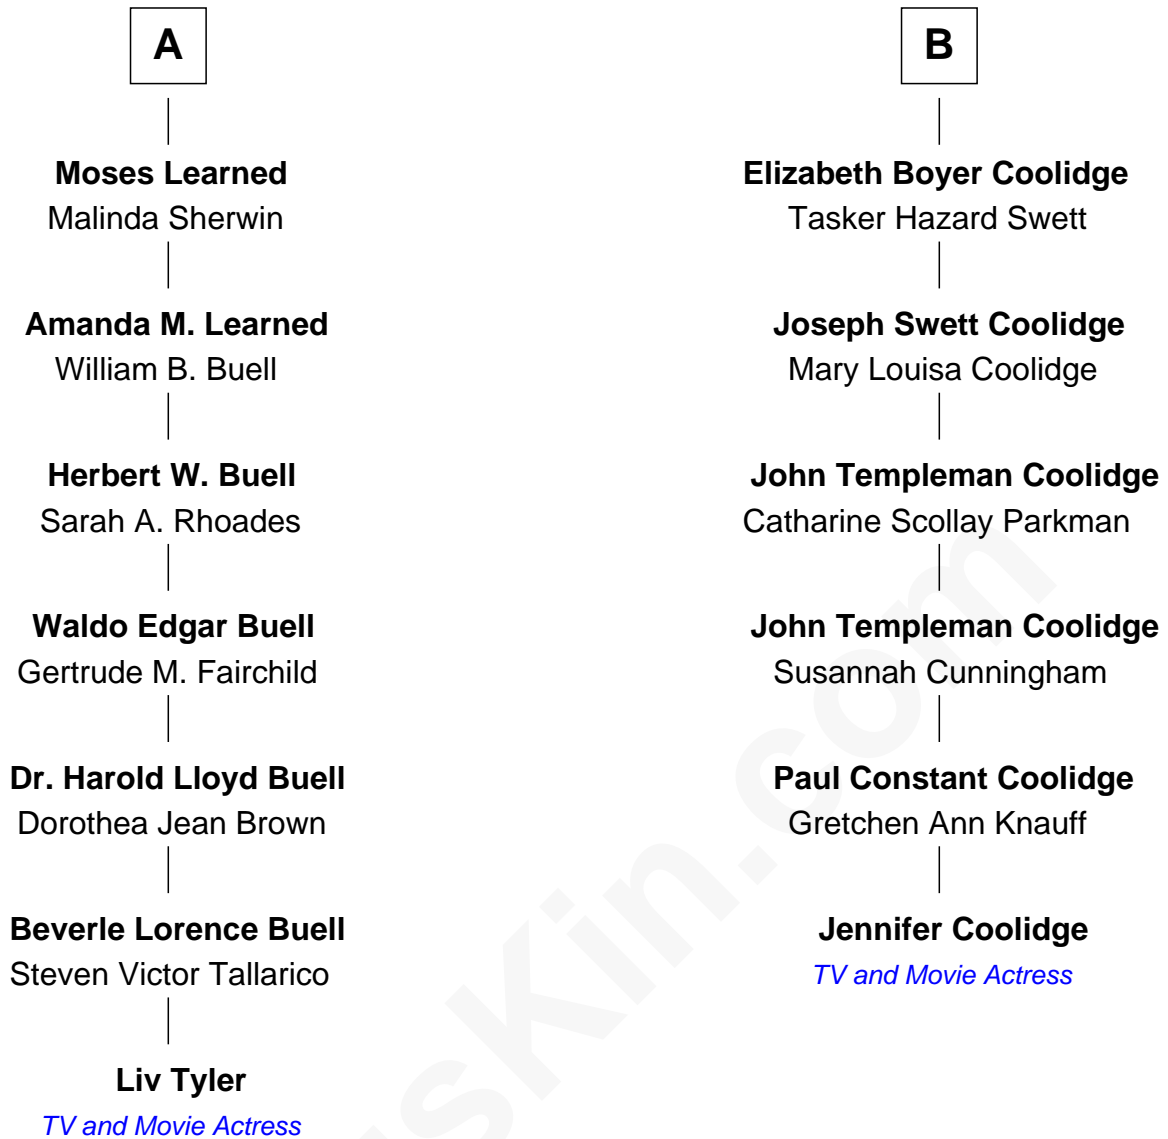 A
Moses Learned
Malinda Sherwin
Amanda M. Learned
William B. Buell
Herbert W. Buell
Sarah A. Rhoades
Waldo Edgar Buell
Gertrude M. Fairchild
Dr. Harold Lloyd Buell
Dorothea Jean Brown
Beverle Lorence Buell
Steven Victor Tallarico
Liv Tyler
TV and Movie Actress
B
Elizabeth Boyer Coolidge
Tasker Hazard Swett
Joseph Swett Coolidge
Mary Louisa Coolidge
John Templeman Coolidge
Catharine Scollay Parkman
John Templeman Coolidge
Susannah Cunningham
Paul Constant Coolidge
Gretchen Ann Knauff
Jennifer Coolidge
TV and Movie Actress